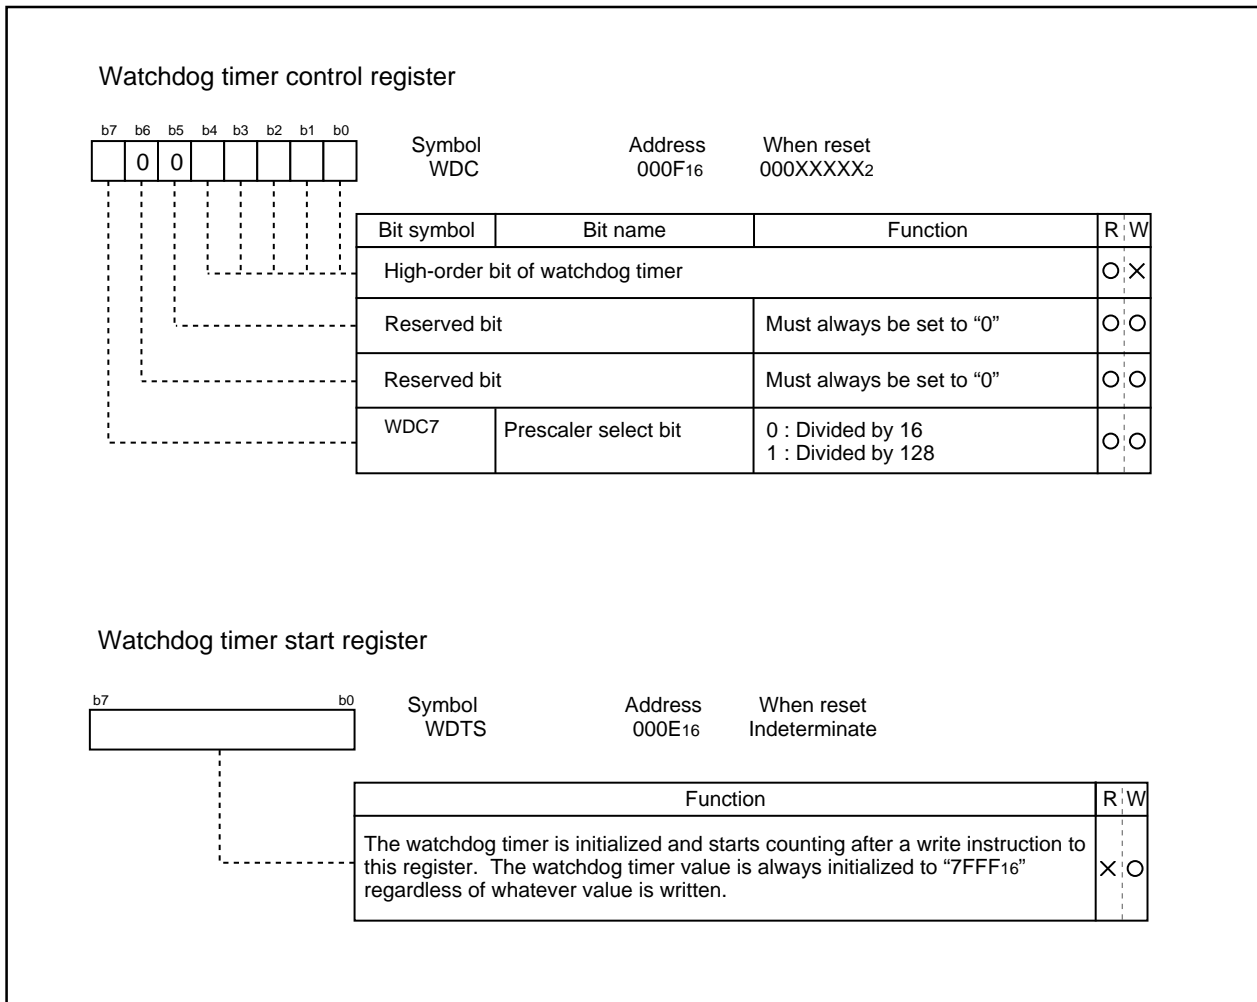 Watchdog timer control register
b7 b6 b5 b4 b3 b2 b1 b0
0 0
Symbol Address When reset
WDC 000F16 000XXXXX2
Bit symbol Bit name Function R W
High-order bit of watchdog timer
Reserved bit Must always be set to “0”
Reserved bit Must always be set to “0”
WDC7 Prescaler select bit 0 : Divided by 16
1 : Divided by 128
Watchdog timer start register
b7 b0
Symbol Address When reset
WDTS 000E16 Indeterminate
Function R W
The watchdog timer is initialized and starts counting after a write instruction to
this register. The watchdog timer value is always initialized to “7FFF16”
regardless of whatever value is written.